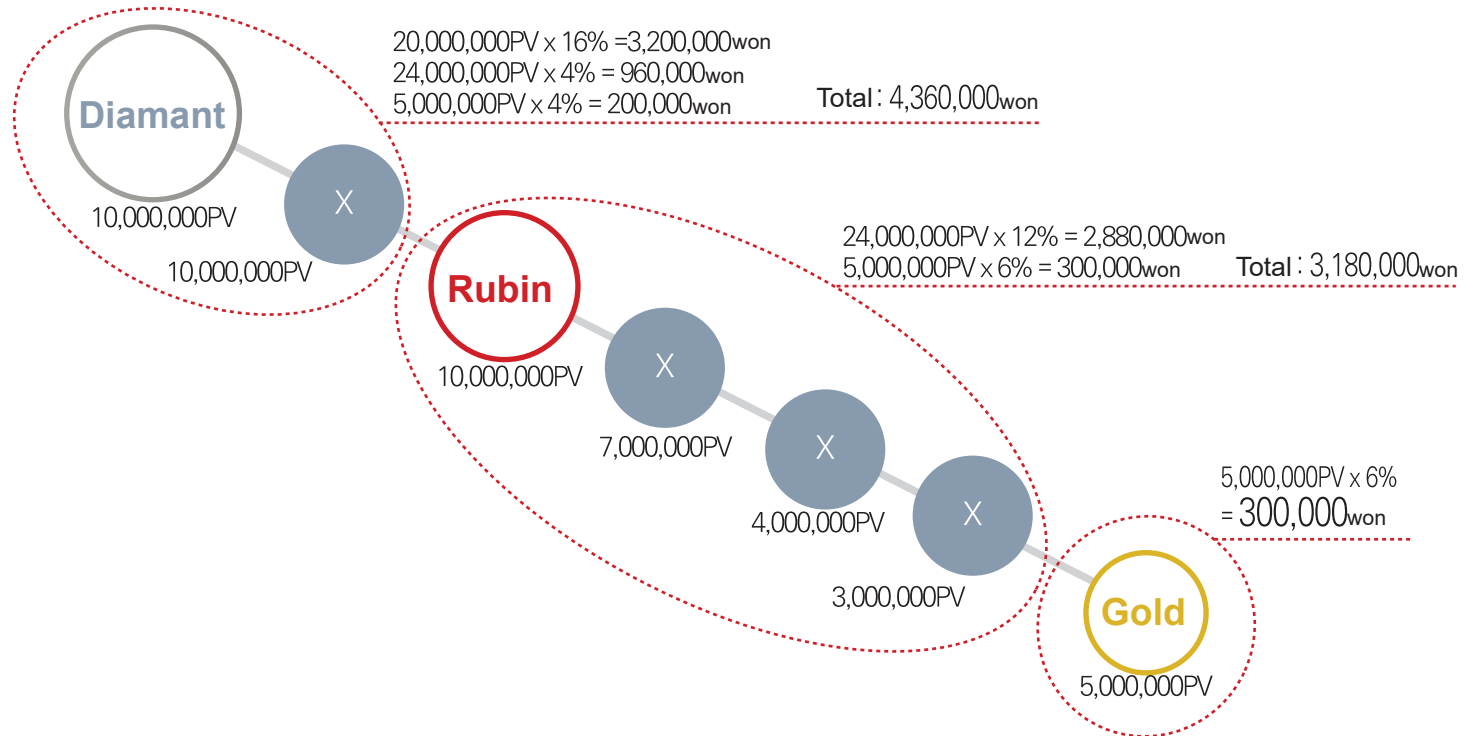 20,000,000PV x 16% =3,200,000won
24,000,000PV x 4% = 960,000won
5,000,000PV x 4% = 200,000won
Total : 4,360,000won
Diamant
10,000,000PV
X
10,000,000PV
24,000,000PV x 12% = 2,880,000won
5,000,000PV x 6% = 300,000won
Total : 3,180,000won
Rubin
10,000,000PV
X
7,000,000PV
X
4,000,000PV
X
3,000,000PV
5,000,000PV x 6%
= 300,000won
Gold
5,000,000PV